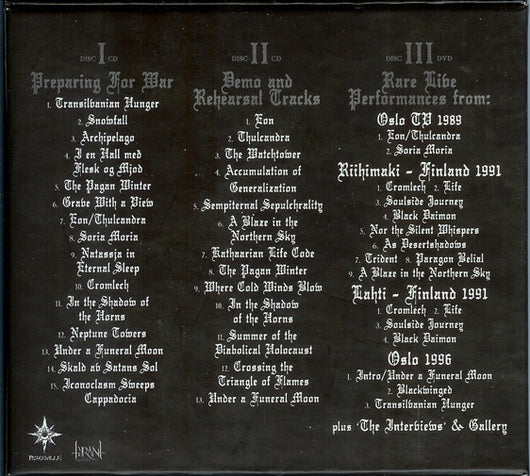 DISC I CD
Preparing For War
1. Transilvanian Hunger
2. Snowfall
3. Archipelago
4. I en Hall med
Flesk og Mjod
5. The Pagan Winter
6. Grave With a View
7. Eon/Thulcandra
8. Soria Moria
9. Natassja in
Eternal Sleep
10. Cromlech
11. In the Shadow of
the Horns
12. Neptune Towers
13. Under a Funeral Moon
14. Skald av Satans Sol
15. Iconoclasm Sweeps
Cappadocia
DISC II CD
Demo and
Rehearsal Tracks
1. Eon
2. Thulcandra
3. The Watchtower
4. Accumulation of
Generalization
5. Sempiternal Sepulchrality
6. A Blaze in the
Northern Sky
7. Kathaarian Life Code
8. The Pagan Winter
9. Where Cold Winds Blow
10. In the Shadow
of the Horns
11. Summer of the
Diabolical Holocaust
12. Crossing the
Triangle of Flames
13. Under a Funeral Moon
DISC III DVD
Rare Live
Performances from:
Oslo TV 1989
1. Eon/Thulcandra
2. Soria Moria
Riihimaki - Finland 1991
1. Cromlech 2. Life
3. Soulside Journey
4. Black Daimon
5. Nor the Silent Whispers
6. As Desertshadows
7. Trident 8. Paragon Belial
9. A Blaze in the Northern Sky
Lahti - Finland 1991
1. Cromlech 2. Life
3. Soulside Journey
4. Black Daimon
Oslo 1996
1. Intro/Under a Funeral Moon
2. Blackwinged
3. Transilvanian Hunger
plus 'The Interviews' & Gallery
PEACEVILLE
TYRANT